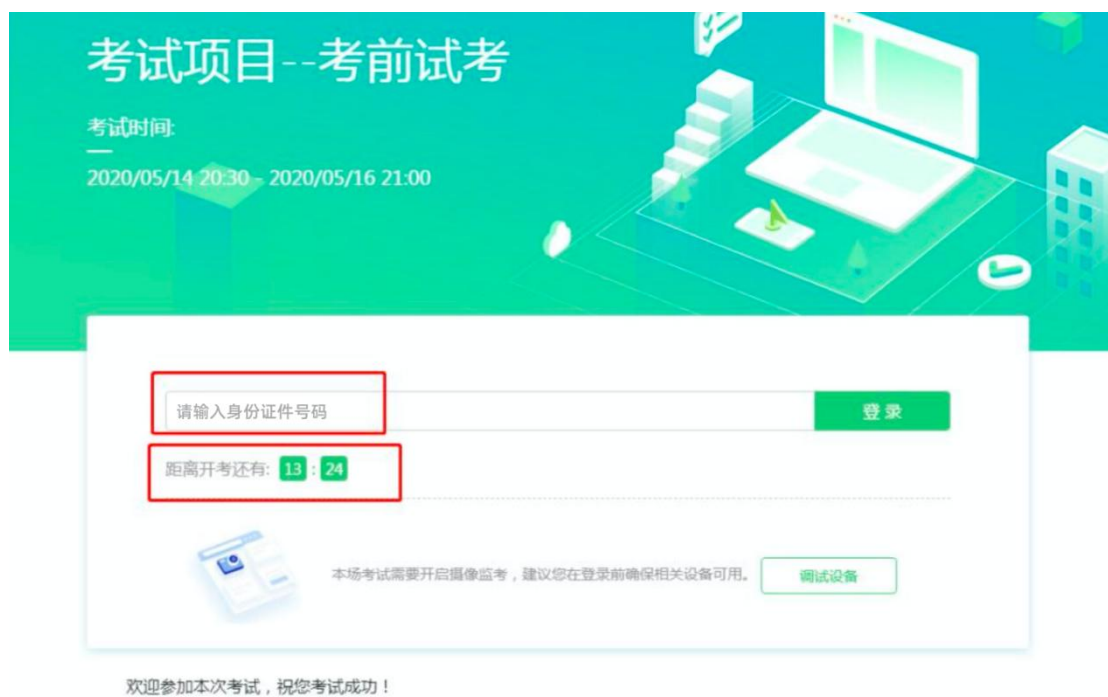 考试项目--考前试考
考试时间:
2020/05/14 20:30 - 2020/05/16 21:00
请输入身份证件号码
登录
距离开考还有: 13 : 24
本场考试需要开启摄像监考，建议您在登录前确保相关设备可用。
调试设备
欢迎参加本次考试，祝您考试成功！